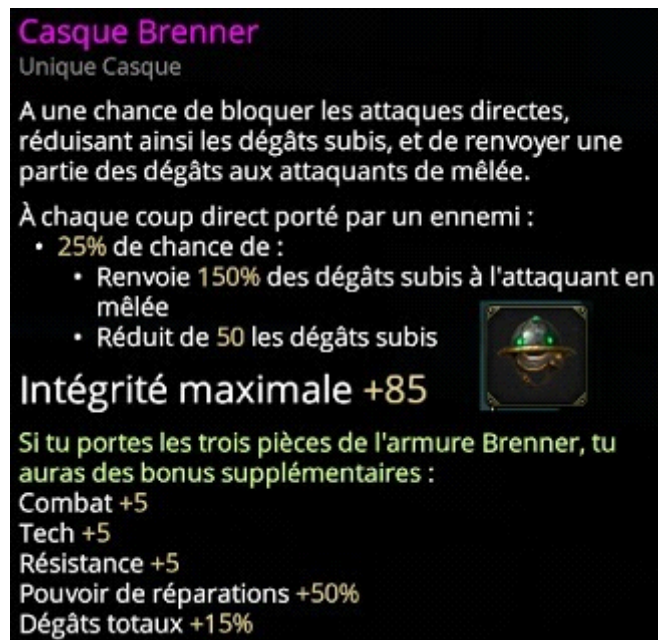 Casque Brenner
Unique Casque
A une chance de bloquer les attaques directes,
réduisant ainsi les dégâts subis, et de renvoyer une
partie des dégâts aux attaquants de mêlée.
À chaque coup direct porté par un ennemi :
• 25% de chance de :
• Renvoie 150% des dégâts subis à l'attaquant en
mêlée
• Réduit de 50 les dégâts subis
Intégrité maximale +85
Si tu portes les trois pièces de l'armure Brenner, tu
auras des bonus supplémentaires :
Combat +5
Tech +5
Résistance +5
Pouvoir de réparations +50%
Dégâts totaux +15%